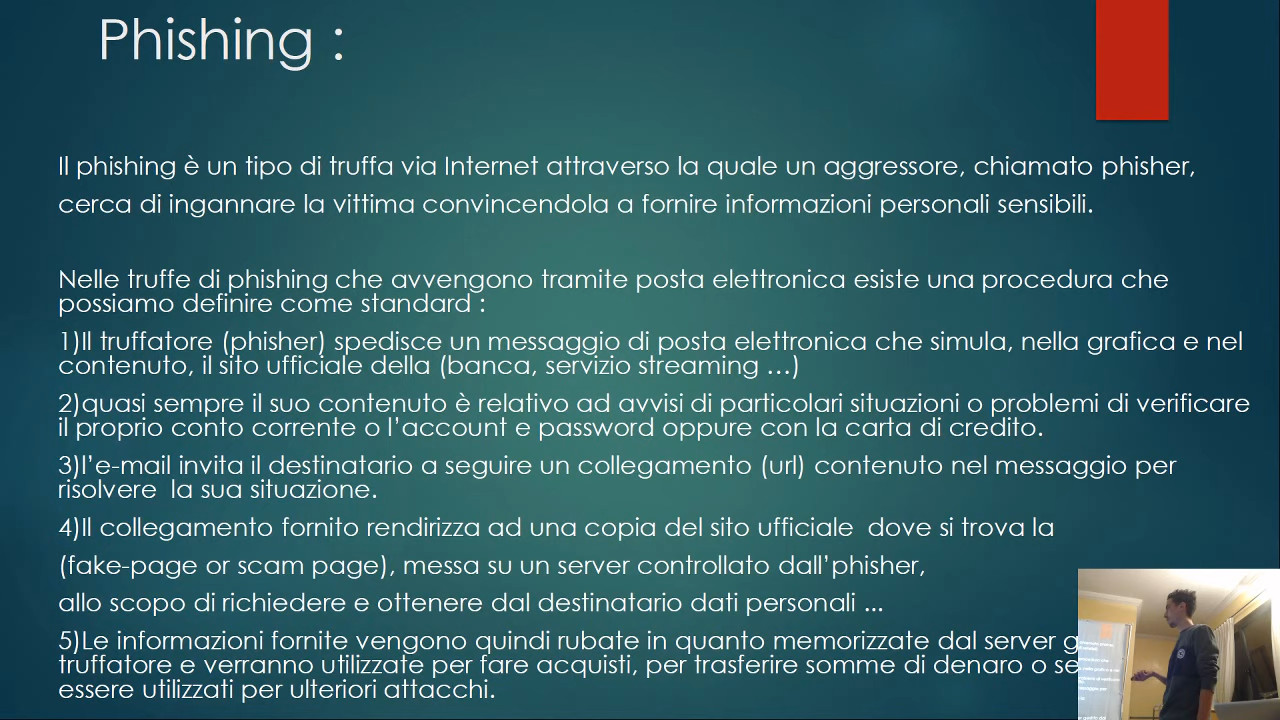 Phishing :
Il phishing è un tipo di truffa via Internet attraverso la quale un aggressore, chiamato phisher,
cerca di ingannare la vittima convincendola a fornire informazioni personali sensibili.
Nelle truffe di phishing che avvengono tramite posta elettronica esiste una procedura che
possiamo definire come standard :
1)Il truffatore (phisher) spedisce un messaggio di posta elettronica che simula, nella grafica e nel
contenuto, il sito ufficiale della (banca, servizio streaming …)
2)quasi sempre il suo contenuto è relativo ad avvisi di particolari situazioni o problemi di verificare
il proprio conto corrente o l’account e password oppure con la carta di credito.
3)l’e-mail invita il destinatario a seguire un collegamento (url) contenuto nel messaggio per
risolvere  la sua situazione.
4)Il collegamento fornito rendirizza ad una copia del sito ufficiale  dove si trova la
(fake-page or scam page), messa su un server controllato dall’phisher,
allo scopo di richiedere e ottenere dal destinatario dati personali ...
5)Le informazioni fornite vengono quindi rubate in quanto memorizzate dal server
truffatore e verranno utilizzate per fare acquisti, per trasferire somme di denaro o
essere utilizzati per ulteriori attacchi.